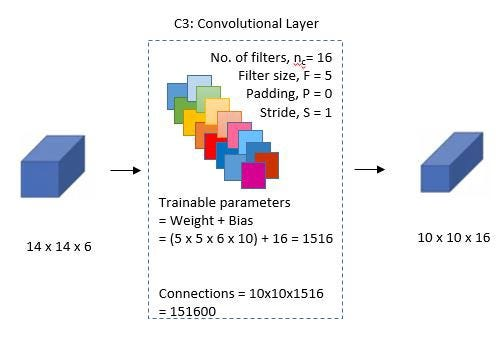 C3: Convolutional Layer
No. of filters, nc= 16
Filter size, F = 5
Padding, P = 0
Stride, S = 1
Trainable parameters
= Weight + Bias
= (5 x 5 x 6 x 10) + 16 = 1516
14 x 14 x 6
10 x 10 x 16
Connections = 10x10x1516
= 151600